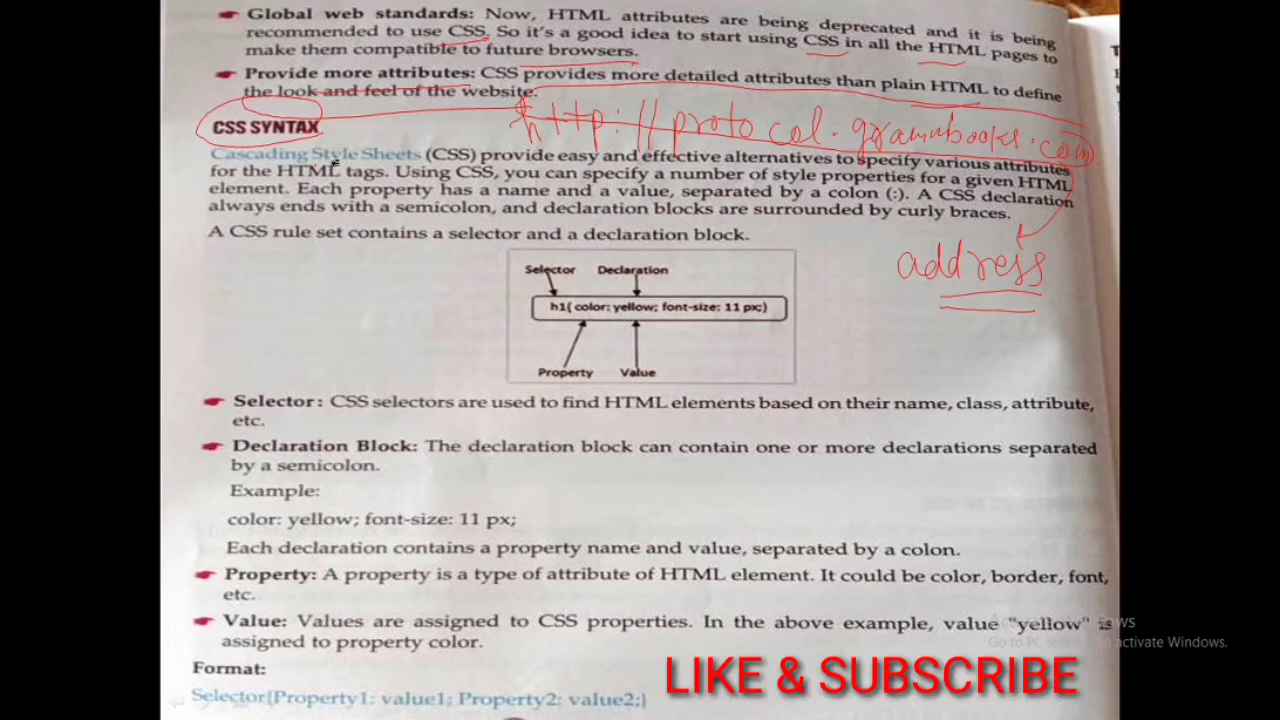 Global web standards: Now, HTML attributes are being deprecated and it is being
recommended to use CSS. So it's a good idea to start using CSS in all the HTML pages to
make them compatible to future browsers.
Provide more attributes: CSS provides more detailed attributes than plain HTML to define
the look and feel of the website.
http://protocol.gramnbooks.com
CSS SYNTAX
Cascading Style Sheets (CSS) provide easy and effective alternatives to specify various attributes
for the HTML tags. Using CSS, you can specify a number of style properties for a given HTML
element. Each property has a name and a value, separated by a colon (:). A CSS declaration
always ends with a semicolon, and declaration blocks are surrounded by curly braces.
A CSS rule set contains a selector and a declaration block.
address
Selector Declaration
h1{ color: yellow; font-size: 11 px;}
Property Value
Selector: CSS selectors are used to find HTML elements based on their name, class, attribute,
etc.
Declaration Block: The declaration block can contain one or more declarations separated
by a semicolon.
Example:
color: yellow; font-size: 11 px;
Each declaration contains a property name and value, separated by a colon.
Property: A property is a type of attribute of HTML element. It could be color, border, font,
etc.
Value: Values are assigned to CSS properties. In the above example, value "yellow" is
assigned to property color.
Go to PC settings to activate Windows.
Format:
LIKE & SUBSCRIBE
Selector{Property1: value1; Property2: value2;}